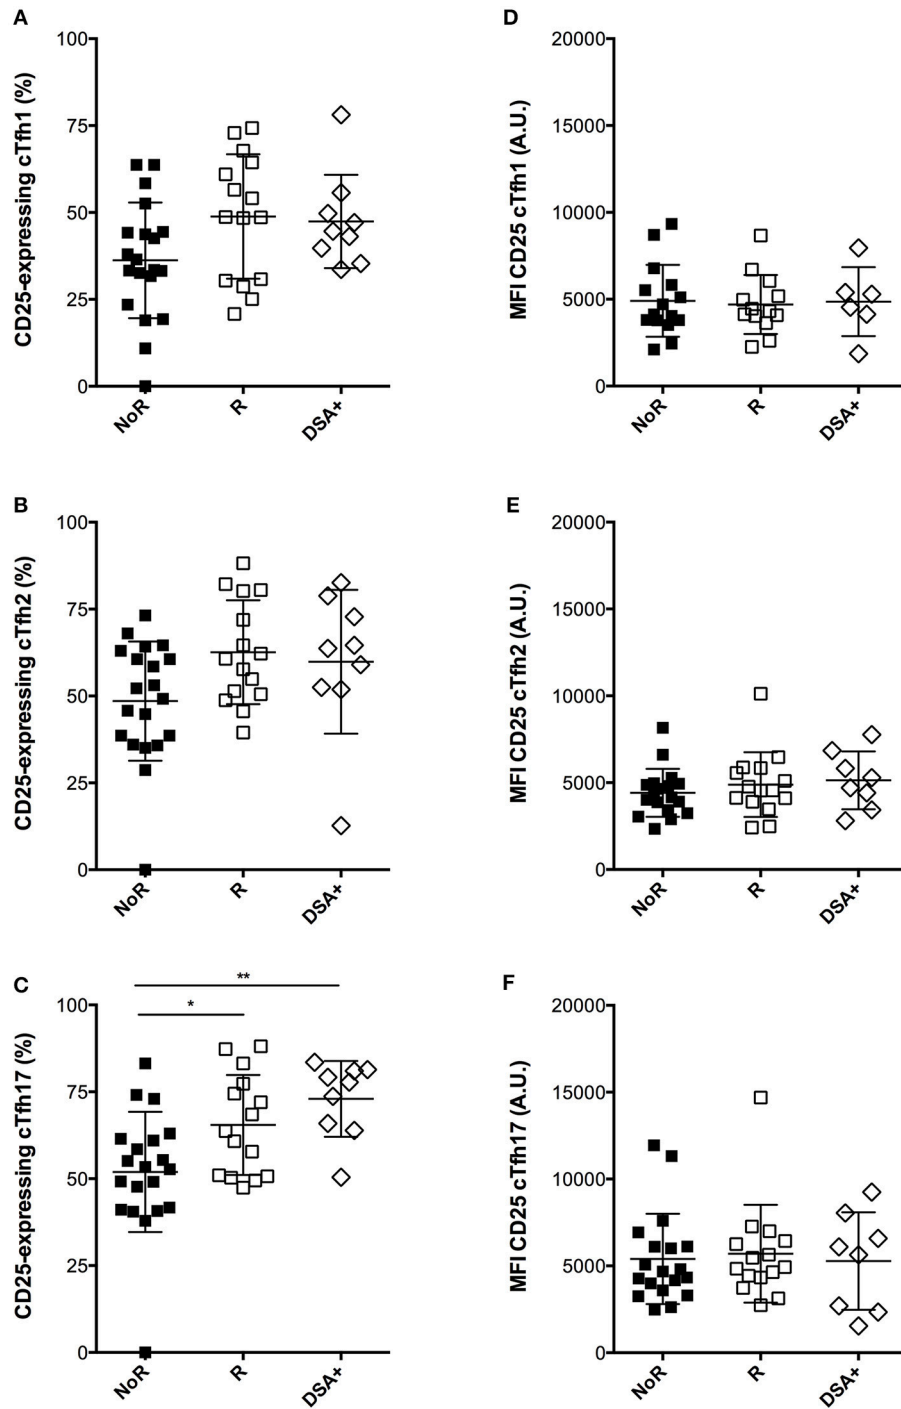 A
CD25-expressing cTfh1 (%)
100
75
50
25
0
NoR
R
DSA+
D
MFI CD25 cTfh1 (A.U.)
20000
15000
10000
5000
0
NoR
R
DSA+
B
CD25-expressing cTfh2 (%)
100
75
50
25
0
NoR
R
DSA+
E
MFI CD25 cTfh2 (A.U.)
20000
15000
10000
5000
0
NoR
R
DSA+
C
CD25-expressing cTfh17 (%)
**
*
100
75
50
25
0
NoR
R
DSA+
F
MFI CD25 cTfh17 (A.U.)
20000
15000
10000
5000
0
NoR
R
DSA+